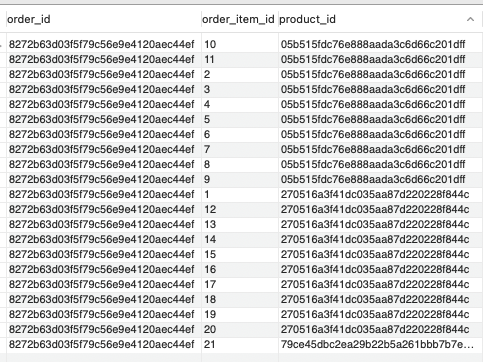 order_id order_item_id product_id
8272b63d03f5f79c56e9e4120aec44ef 10 05b515fdc76e888aada3c6d66c201dff
8272b63d03f5f79c56e9e4120aec44ef 11 05b515fdc76e888aada3c6d66c201dff
8272b63d03f5f79c56e9e4120aec44ef 2 05b515fdc76e888aada3c6d66c201dff
8272b63d03f5f79c56e9e4120aec44ef 3 05b515fdc76e888aada3c6d66c201dff
8272b63d03f5f79c56e9e4120aec44ef 4 05b515fdc76e888aada3c6d66c201dff
8272b63d03f5f79c56e9e4120aec44ef 5 05b515fdc76e888aada3c6d66c201dff
8272b63d03f5f79c56e9e4120aec44ef 6 05b515fdc76e888aada3c6d66c201dff
8272b63d03f5f79c56e9e4120aec44ef 7 05b515fdc76e888aada3c6d66c201dff
8272b63d03f5f79c56e9e4120aec44ef 8 05b515fdc76e888aada3c6d66c201dff
8272b63d03f5f79c56e9e4120aec44ef 9 05b515fdc76e888aada3c6d66c201dff
8272b63d03f5f79c56e9e4120aec44ef 1 270516a3f41dc035aa87d220228f844c
8272b63d03f5f79c56e9e4120aec44ef 12 270516a3f41dc035aa87d220228f844c
8272b63d03f5f79c56e9e4120aec44ef 13 270516a3f41dc035aa87d220228f844c
8272b63d03f5f79c56e9e4120aec44ef 14 270516a3f41dc035aa87d220228f844c
8272b63d03f5f79c56e9e4120aec44ef 15 270516a3f41dc035aa87d220228f844c
8272b63d03f5f79c56e9e4120aec44ef 16 270516a3f41dc035aa87d220228f844c
8272b63d03f5f79c56e9e4120aec44ef 17 270516a3f41dc035aa87d220228f844c
8272b63d03f5f79c56e9e4120aec44ef 18 270516a3f41dc035aa87d220228f844c
8272b63d03f5f79c56e9e4120aec44ef 19 270516a3f41dc035aa87d220228f844c
8272b63d03f5f79c56e9e4120aec44ef 20 270516a3f41dc035aa87d220228f844c
8272b63d03f5f79c56e9e4120aec44ef 21 79ce45dbc2ea29b22b5a261bbb7b7e...